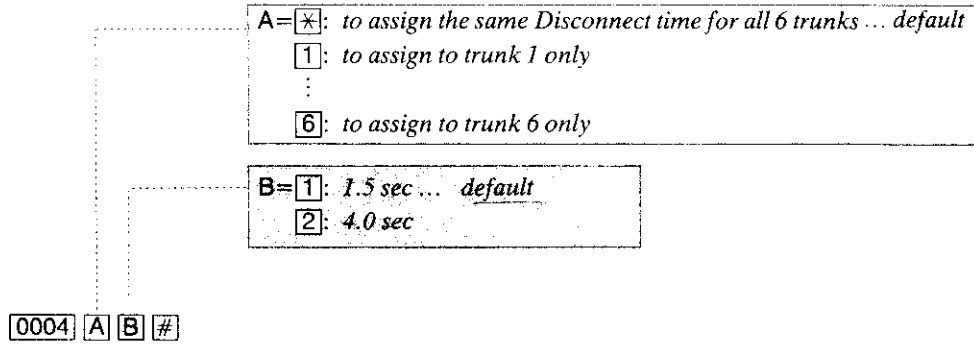 A=*: to assign the same Disconnect time for all 6 trunks ... default
1: to assign to trunk 1 only
⋮
6: to assign to trunk 6 only
B=1: 1.5 sec ... default
2: 4.0 sec
0004 A B #